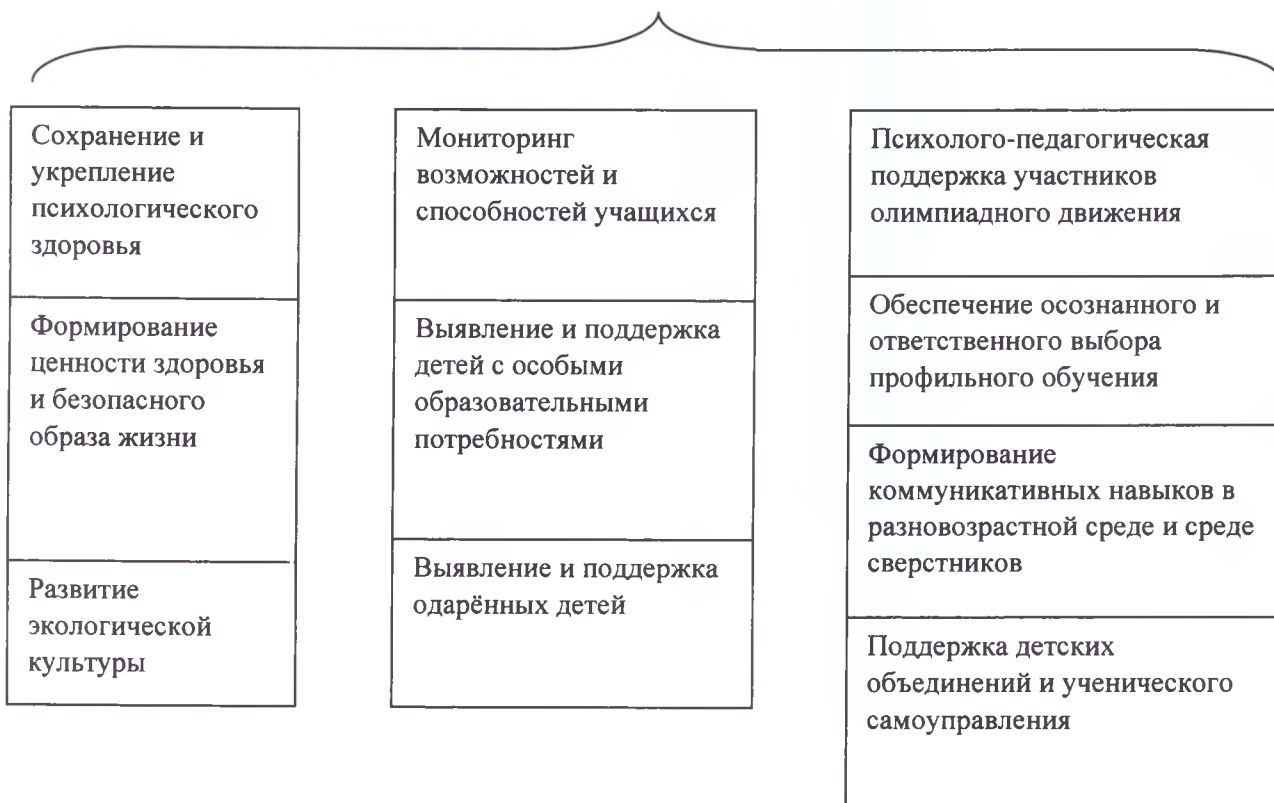 Сохранение и
укрепление
психологического
здоровья
Формирование
ценности здоровья
и безопасного
образа жизни
Развитие
экологической
культуры
Мониторинг
возможностей и
способностей учащихся
Выявление и поддержка
детей с особыми
образовательными
потребностями
Выявление и поддержка
одарённых детей
Психолого-педагогическая
поддержка участников
олимпиадного движения
Обеспечение осознанного и
ответственного выбора
профильного обучения
Формирование
коммуникативных навыков в
разновозрастной среде и среде
сверстников
Поддержка детских
объединений и ученического
самоуправления